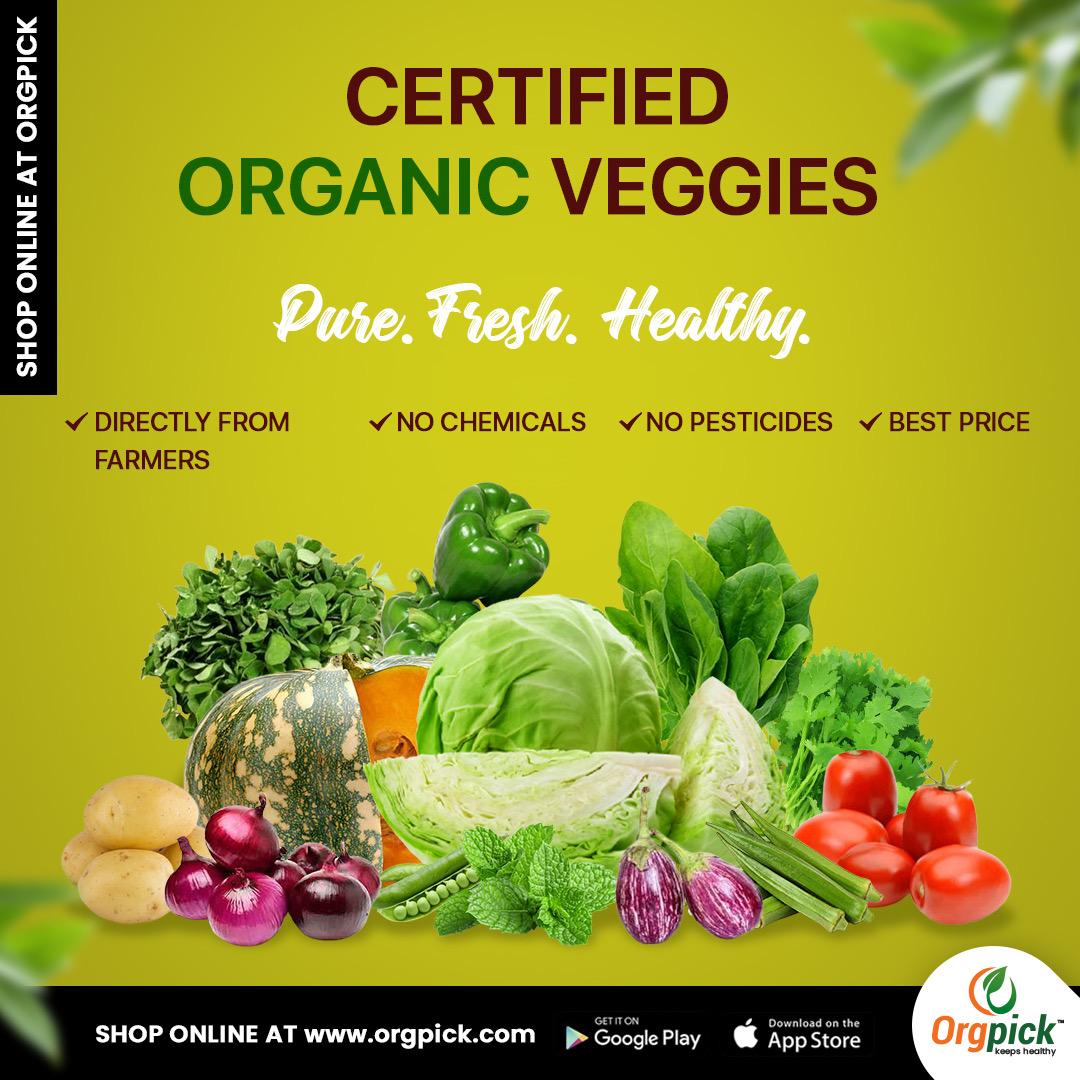 SHOP ONLINE AT ORGPICK
CERTIFIED
ORGANIC VEGGIES
Pure. Fresh. Healthy.
✓ DIRECTLY FROM
FARMERS
✓ NO CHEMICALS
✓ NO PESTICIDES
✓ BEST PRICE
SHOP ONLINE AT www.orgpick.com
GET IT ON
Google Play
Download on the
App Store
Orgpick™
keeps healthy